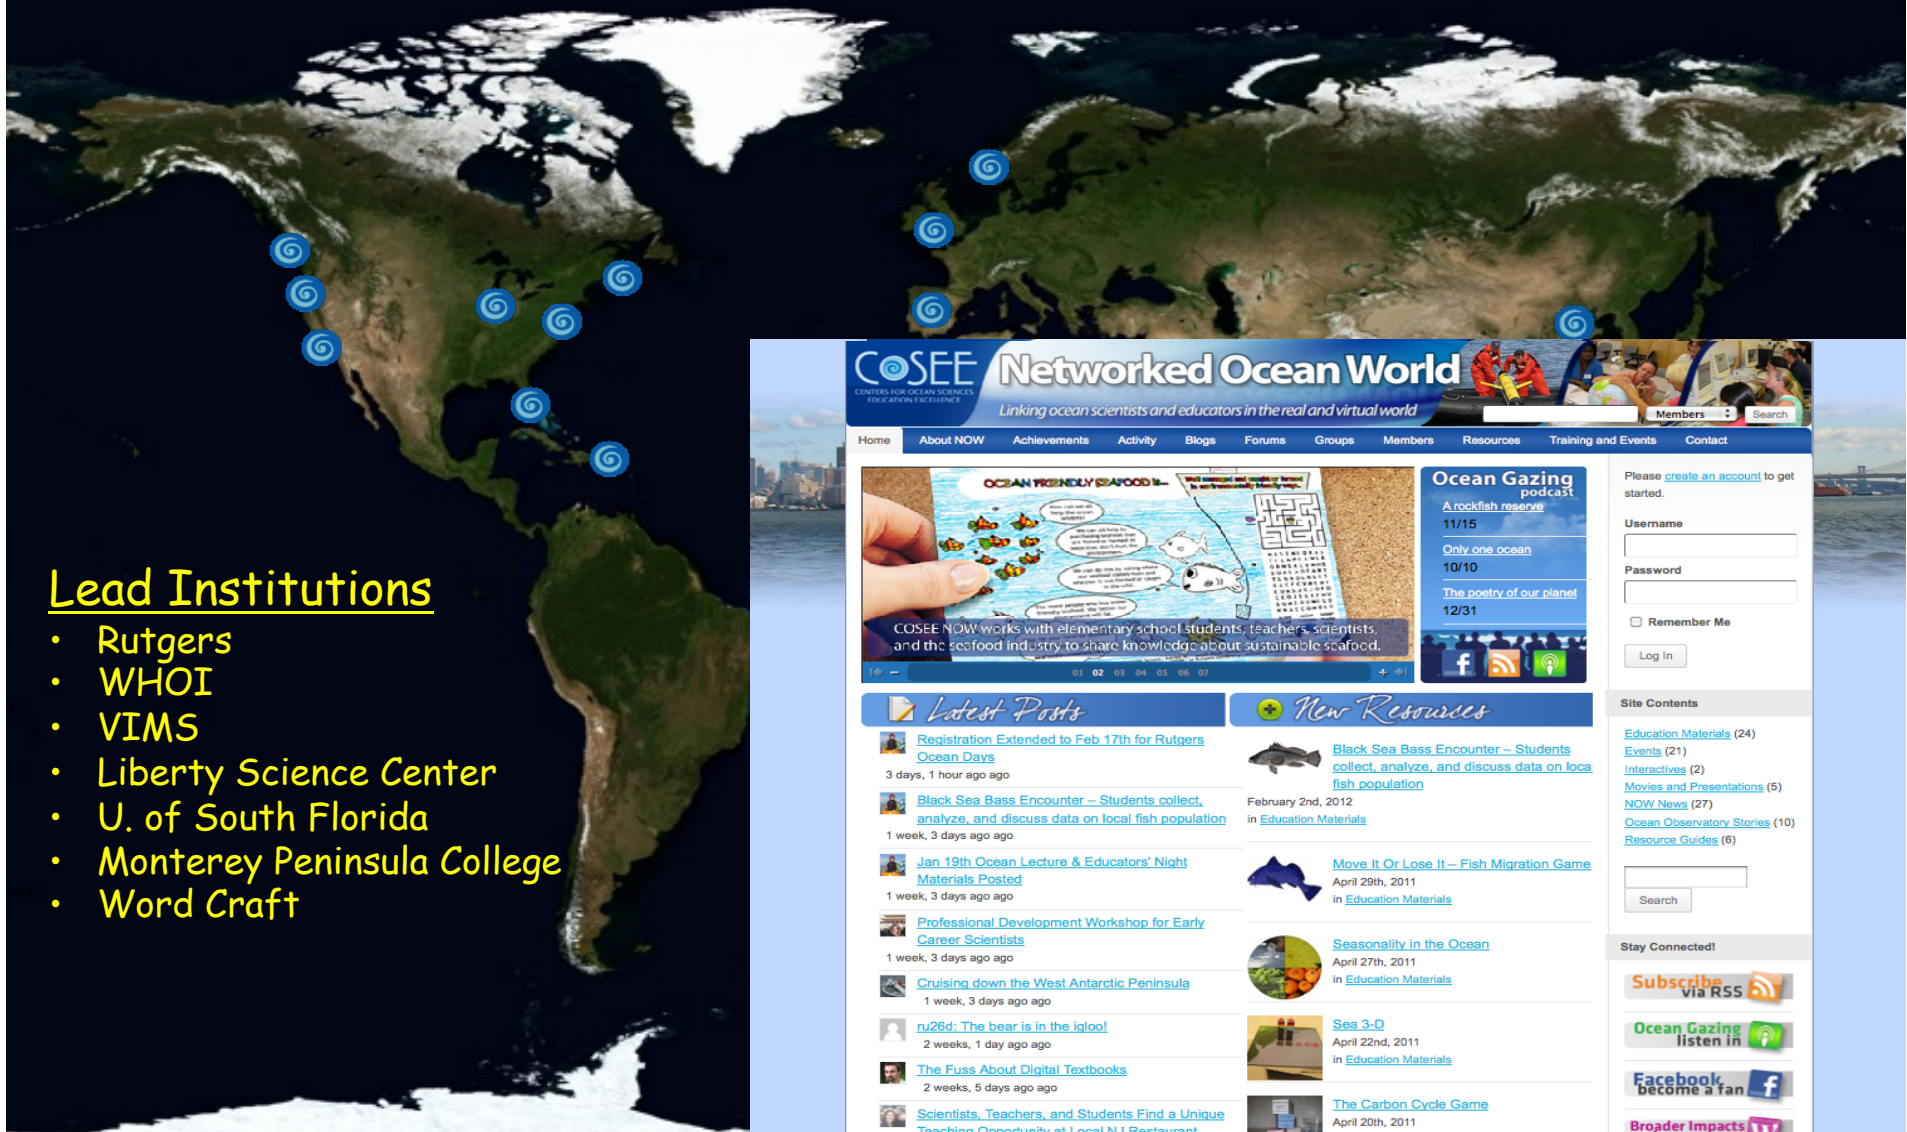 Lead Institutions
• Rutgers
• WHOI
• VIMS
• Liberty Science Center
• U. of South Florida
• Monterey Peninsula College
• Word Craft
COSEE
CENTERS FOR OCEAN SCIENCES
EDUCATION EXCELLENCE
Networked Ocean World
Linking ocean scientists and educators in the real and virtual world
Members
Search
Home About NOW Achievements Activity Blogs Forums Groups Members Resources Training and Events Contact
OCEAN FRIENDLY SEAFOOD is...
COSEE NOW works with elementary school students, teachers, scientists,
and the seafood industry to share knowledge about sustainable seafood.
01 02 03 04 05 06 07
Ocean Gazing
podcast
A rockfish reserve
11/15
Only one ocean
10/10
The poetry of our planet
12/31
Please create an account to get
started.
Username
Password
Remember Me
Log In
Latest Posts
Registration Extended to Feb 17th for Rutgers
Ocean Days
3 days, 1 hour ago ago
Black Sea Bass Encounter – Students collect,
analyze, and discuss data on local fish population
1 week, 3 days ago ago
Jan 19th Ocean Lecture & Educators' Night
Materials Posted
1 week, 3 days ago ago
Professional Development Workshop for Early
Career Scientists
1 week, 3 days ago ago
Cruising down the West Antarctic Peninsula
1 week, 3 days ago ago
ru26d: The bear is in the igloo!
2 weeks, 1 day ago ago
The Fuss About Digital Textbooks
2 weeks, 5 days ago ago
Scientists, Teachers, and Students Find a Unique
Teaching Opportunity at Local NJ Restaurant
New Resources
Black Sea Bass Encounter – Students
collect, analyze, and discuss data on loca
fish population
February 2nd, 2012
in Education Materials
Move It Or Lose It – Fish Migration Game
April 29th, 2011
in Education Materials
Seasonality in the Ocean
April 27th, 2011
in Education Materials
Sea 3-D
April 22nd, 2011
in Education Materials
The Carbon Cycle Game
April 20th, 2011
Site Contents
Education Materials (24)
Events (21)
Interactives (2)
Movies and Presentations (5)
NOW News (27)
Ocean Observatory Stories (10)
Resource Guides (6)
Search
Stay Connected!
Subscribe
via RSS
Ocean Gazing
listen in
Facebook
become a fan
Broader Impacts